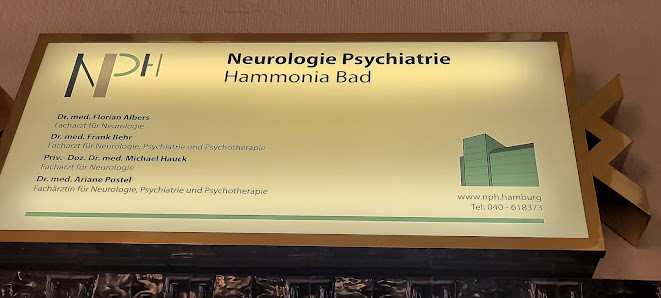 NPH
Neurologie Psychiatrie
Hammonia Bad
Dr. med. Florian Albers
Facharzt für Neurologie
Dr. med. Frank Behr
Facharzt für Neurologie, Psychiatrie und Psychotherapie
Priv.- Doz. Dr. med. Michael Hauck
Facharzt für Neurologie
Dr. med. Ariane Postel
Fachärztin für Neurologie, Psychiatrie und Psychotherapie
www.nph.hamburg
Tel: 040 - 618373